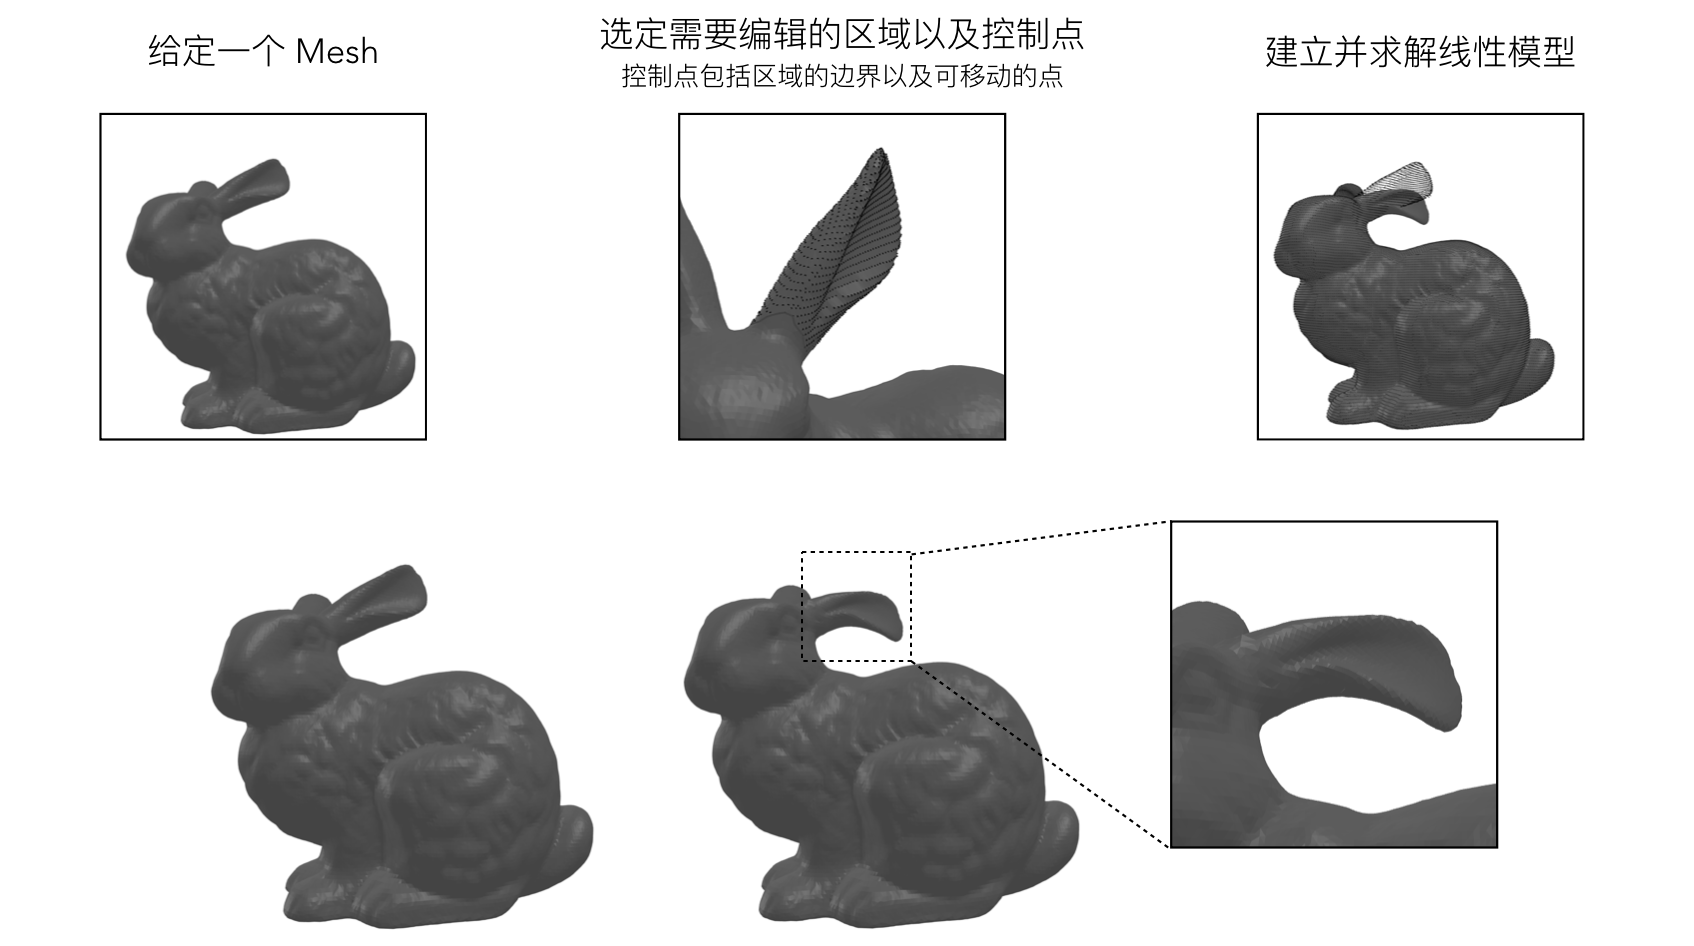 给定一个 Mesh
选定需要编辑的区域以及控制点
控制点包括区域的边界以及可移动的点
建立并求解线性模型